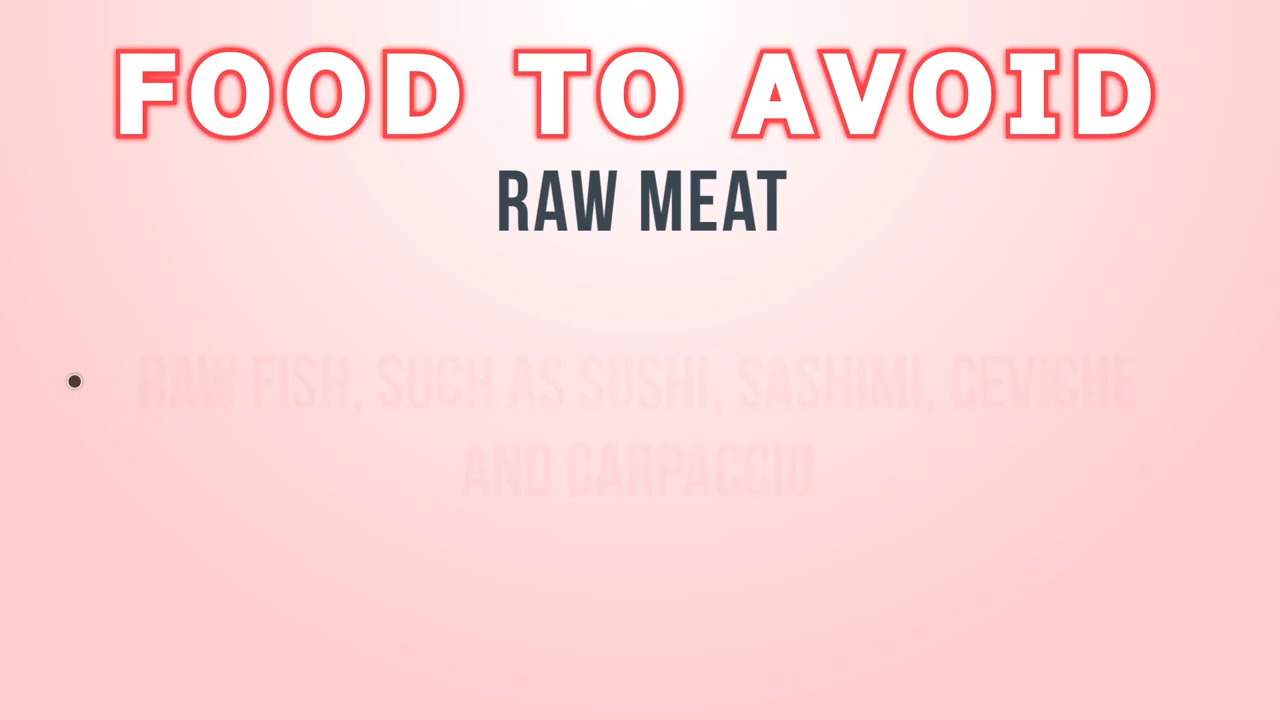 FOOD TO AVOID
RAW MEAT
RAW FISH, SUCH AS SUSHI, SASHIMI, CEVICHE
AND CARPACCIO